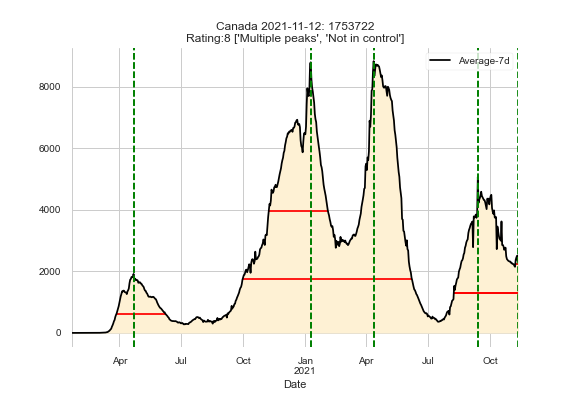 Canada 2021-11-12: 1753722
Rating:8 ['Multiple peaks', 'Not in control']
Average-7d
8000
6000
4000
2000
0
Apr Jul Oct Jan Apr Jul Oct
2021
Date